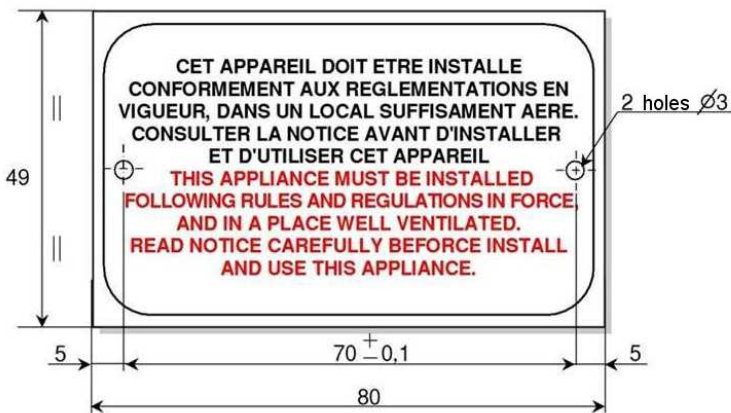 CET APPAREIL DOIT ETRE INSTALLE
CONFORMEMENT AUX REGLEMENTATIONS EN
VIGUEUR, DANS UN LOCAL SUFFISAMENT AERE.
CONSULTER LA NOTICE AVANT D'INSTALLER
ET D'UTILISER CET APPAREIL
THIS APPLIANCE MUST BE INSTALLED
FOLLOWING RULES AND REGULATIONS IN FORCE,
AND IN A PLACE WELL VENTILATED.
READ NOTICE CAREFULLY BEFORCE INSTALL
AND USE THIS APPLIANCE.
2 holes Ø3
49
5
70 ± 0,1
5
80